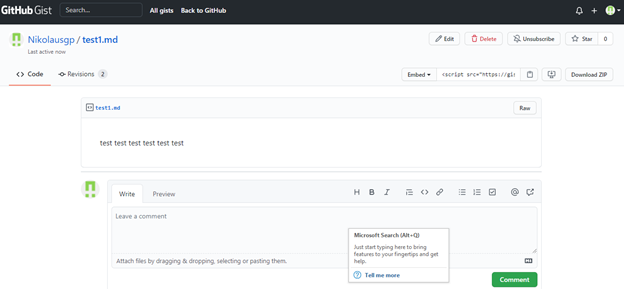 GitHub Gist Search... All gists Back to GitHub
Nikolausgp / test1.md Edit Delete Unsubscribe Star 0
Last active now
Code Revisions 2 Embed <script src="https://gis Download ZIP
test1.md Raw
test test test test test test
Write Preview
Leave a comment
Microsoft Search (Alt+Q)
Just start typing here to bring
features to your fingertips and get
help.
Attach files by dragging & dropping, selecting or pasting them.
Tell me more
Comment